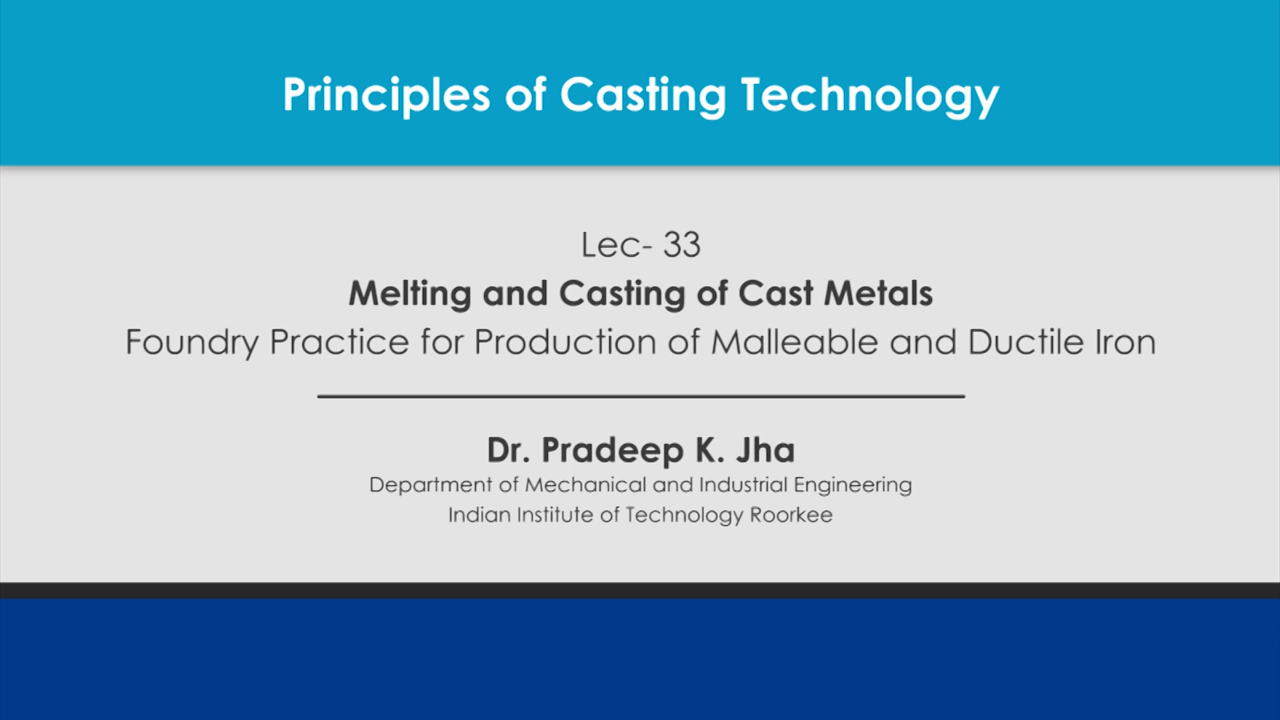 Principles of Casting Technology
Lec- 33
Melting and Casting of Cast Metals
Foundry Practice for Production of Malleable and Ductile Iron
Dr. Pradeep K. Jha
Department of Mechanical and Industrial Engineering
Indian Institute of Technology Roorkee